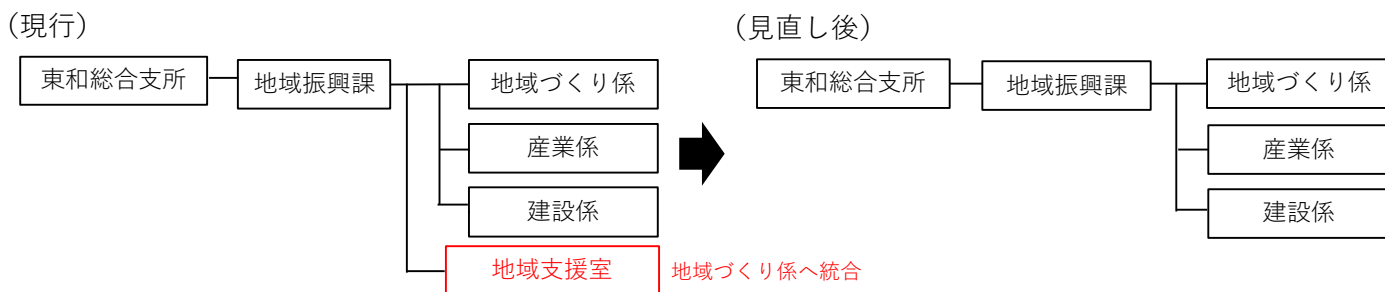 (現行)
東和総合支所
地域振興課
地域づくり係
産業係
建設係
地域支援室
地域づくり係へ統合
(見直し後)
東和総合支所
地域振興課
地域づくり係
産業係
建設係